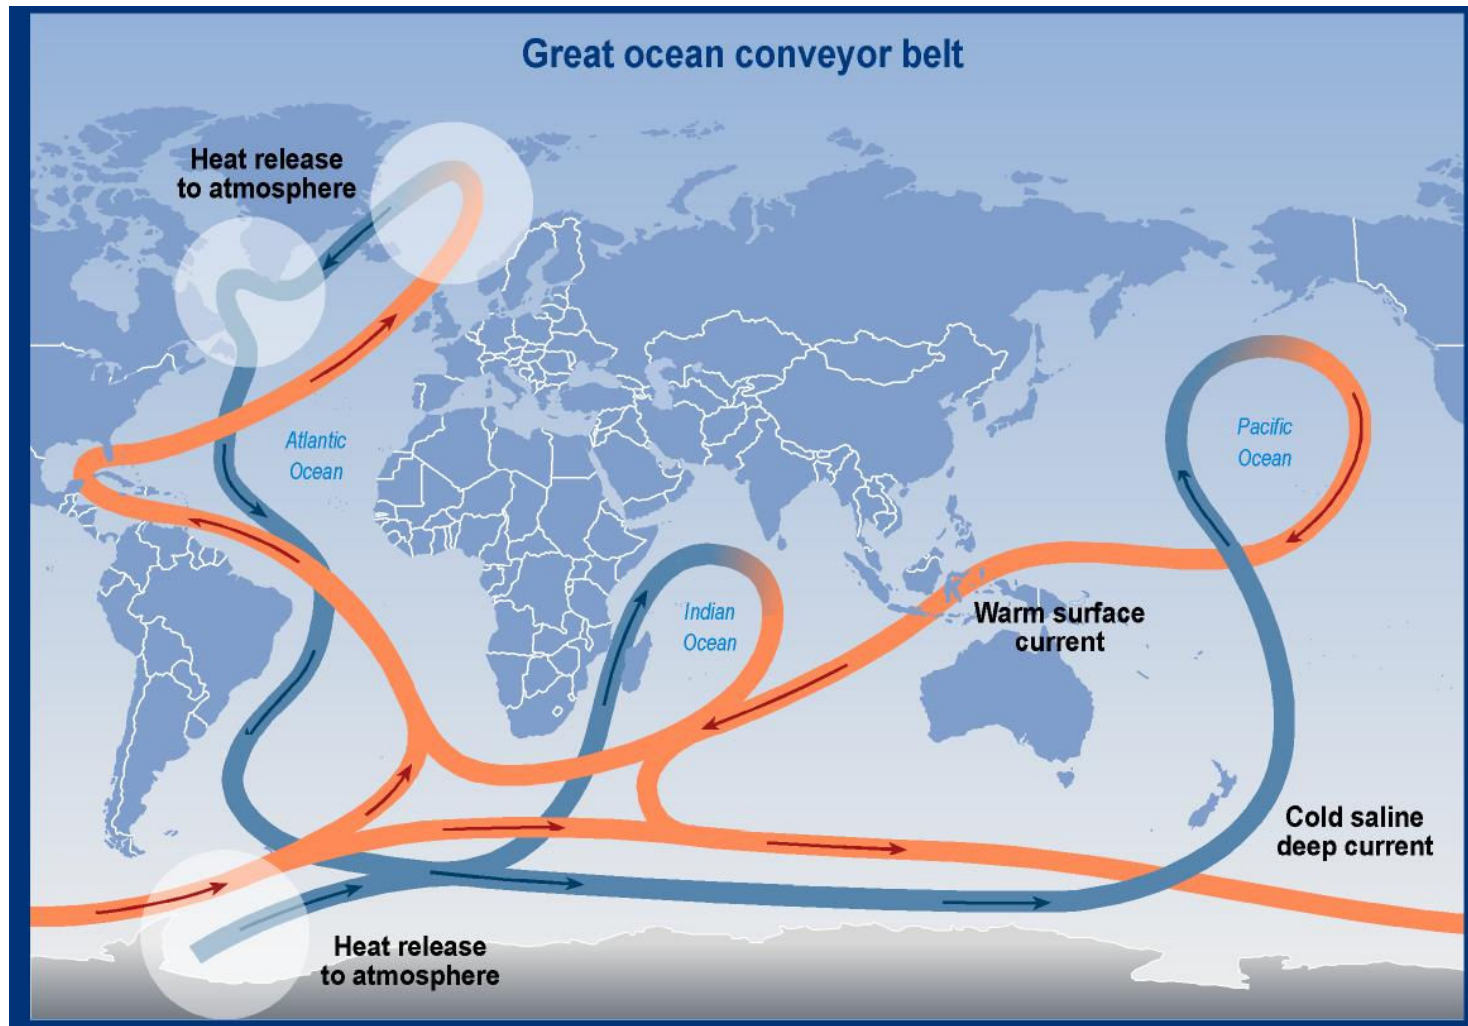 Great ocean conveyor belt
Heat release
to atmosphere
Atlantic
Ocean
Pacific
Ocean
Indian
Ocean
Warm surface
current
Cold saline
deep current
Heat release
to atmosphere